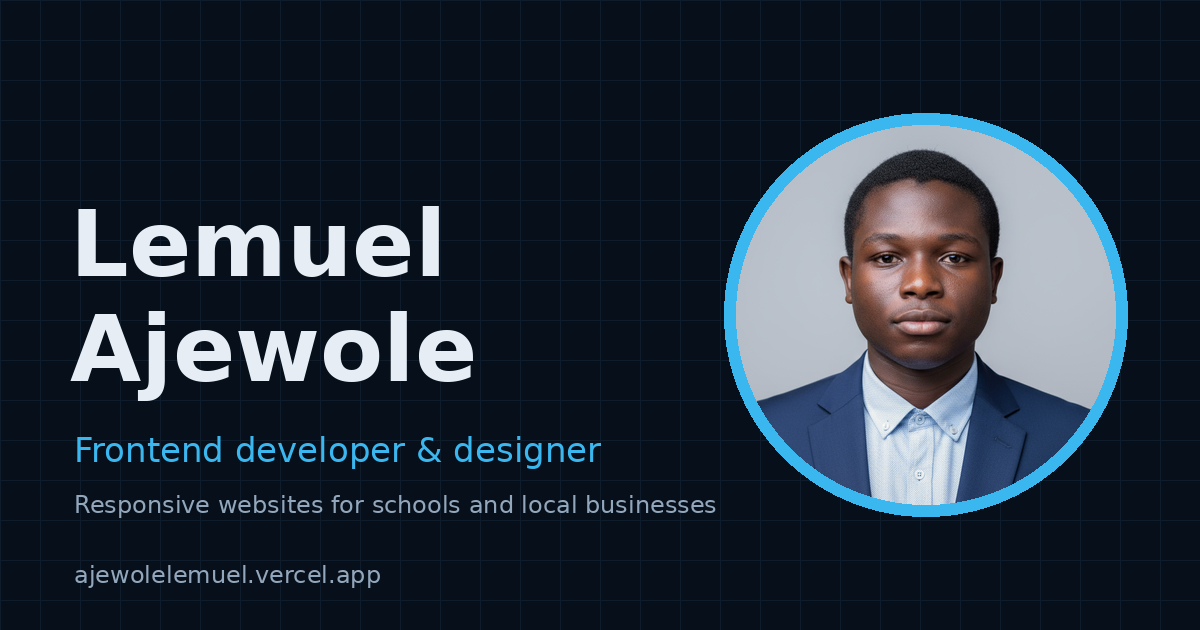 Lemuel
Ajewole
Frontend developer & designer
Responsive websites for schools and local businesses
ajewolelemuel.vercel.app